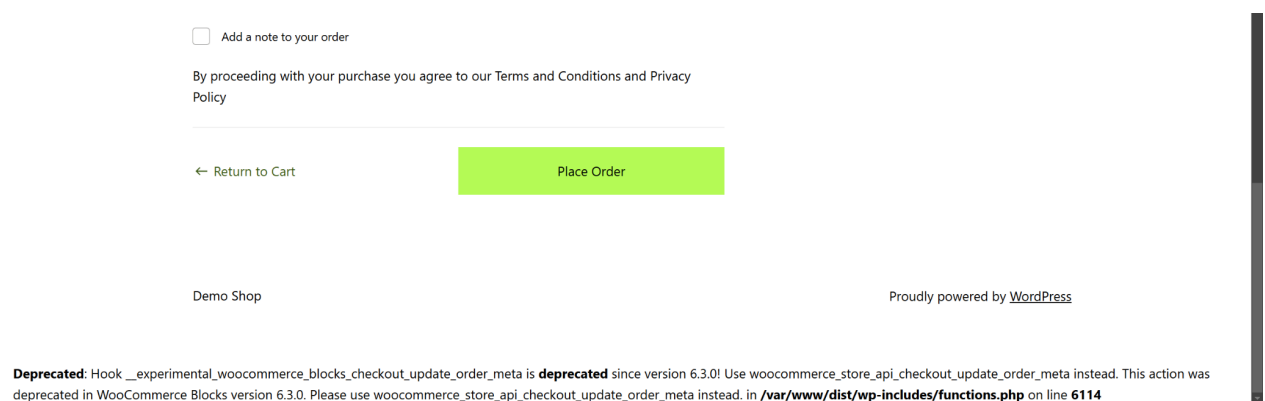 Add a note to your order
By proceeding with your purchase you agree to our Terms and Conditions and Privacy
Policy
← Return to Cart
Place Order
Demo Shop
Proudly powered by WordPress
Deprecated: Hook __experimental_woocommerce_blocks_checkout_update_order_meta is deprecated since version 6.3.0! Use woocommerce_store_api_checkout_update_order_meta instead. This action was
deprecated in WooCommerce Blocks version 6.3.0. Please use woocommerce_store_api_checkout_update_order_meta instead. in /var/www/dist/wp-includes/functions.php on line 6114